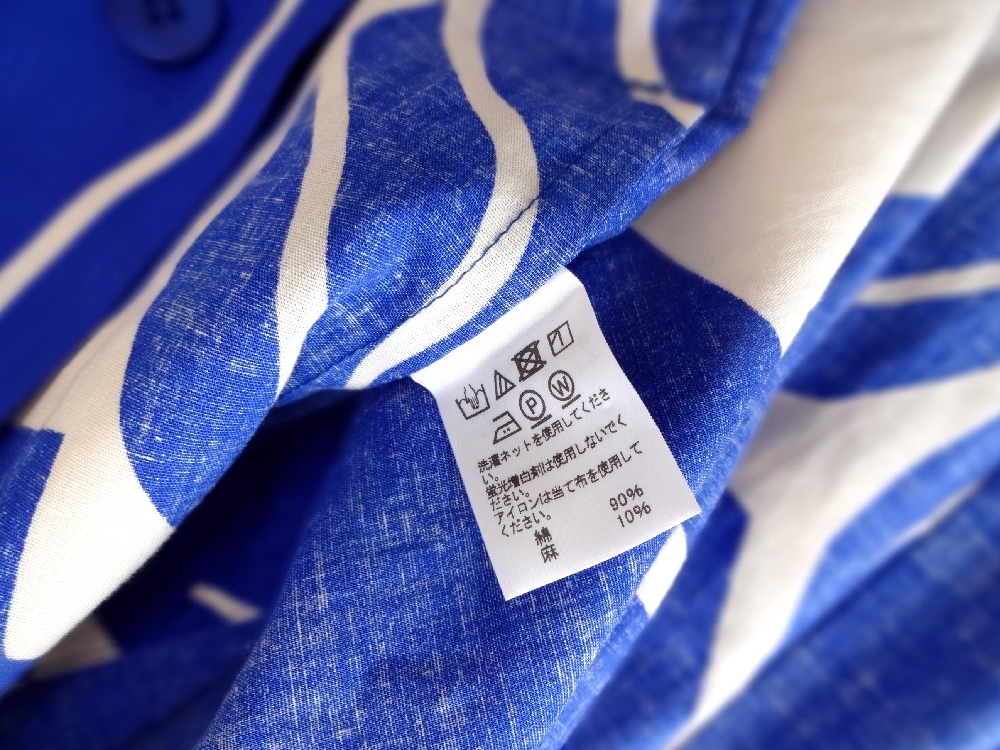 P W
洗濯ネットを使用してくださ
い。
蛍光増白剤は使用しないでく
ださい。
アイロンは当て布を使用して
ください。
綿 90%
麻 10%